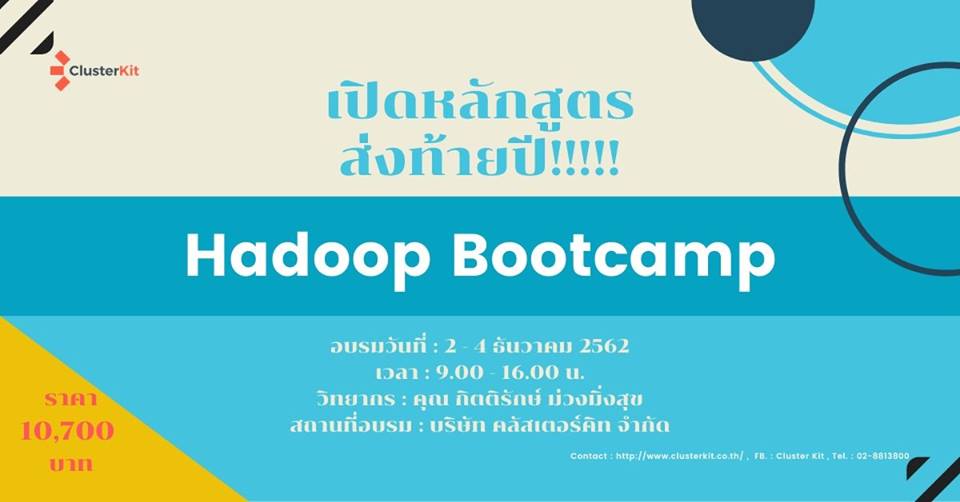 ClusterKit
เปิดหลักสูตร
ส่งท้ายปี!!!!!
Hadoop Bootcamp
อบรมวันที่ : 2 - 4 ธันวาคม 2562
เวลา : 9.00 - 16.00 น.
วิทยากร : คุณ กิตติรักษ์ ม่วงมิ่งสุข
สถานที่อบรม : บริษัท คลัสเตอร์คิท จำกัด
ราคา
10,700
บาท
Contact : http://www.clusterkit.co.th/ , FB. : Cluster Kit , Tel. : 02-8813800